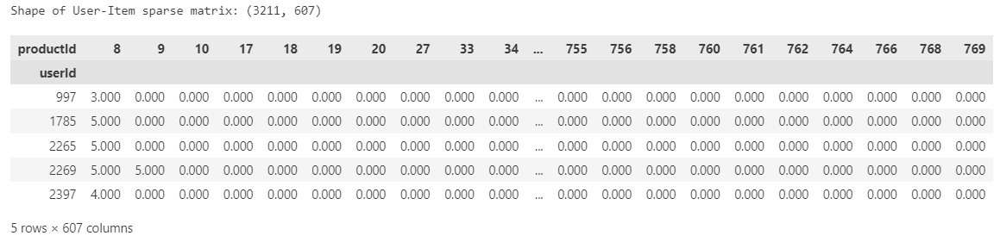 Shape of User-Item sparse matrix: (3211, 607)
productId 8 9 10 17 18 19 20 27 33 34 ... 755 756 758 760 761 762 764 766 768 769
userId
997 3.000 0.000 0.000 0.000 0.000 0.000 0.000 0.000 0.000 0.000 ... 0.000 0.000 0.000 0.000 0.000 0.000 0.000 0.000 0.000 0.000
1785 5.000 0.000 0.000 0.000 0.000 0.000 0.000 0.000 0.000 0.000 ... 0.000 0.000 0.000 0.000 0.000 0.000 0.000 0.000 0.000 0.000
2265 5.000 0.000 0.000 0.000 0.000 0.000 0.000 0.000 0.000 0.000 ... 0.000 0.000 0.000 0.000 0.000 0.000 0.000 0.000 0.000 0.000
2269 5.000 5.000 0.000 0.000 0.000 0.000 0.000 0.000 0.000 0.000 ... 0.000 0.000 0.000 0.000 0.000 0.000 0.000 0.000 0.000 0.000
2397 4.000 0.000 0.000 0.000 0.000 0.000 0.000 0.000 0.000 0.000 ... 0.000 0.000 0.000 0.000 0.000 0.000 0.000 0.000 0.000 0.000
5 rows × 607 columns